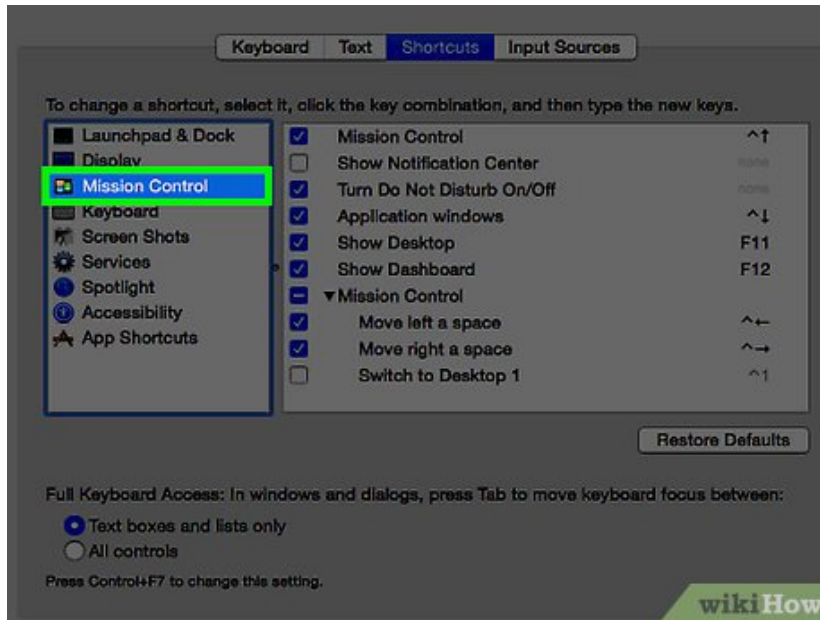 Keyboard Text Shortcuts Input Sources
To change a shortcut, select it, click the key combination, and then type the new keys.
Launchpad & Dock
Display
Mission Control
Keyboard
Screen Shots
Services
Spotlight
Accessibility
App Shortcuts
Mission Control ^↑
Show Notification Center none
Turn Do Not Disturb On/Off none
Application windows ^↓
Show Desktop F11
Show Dashboard F12
▼Mission Control
Move left a space ^←
Move right a space ^→
Switch to Desktop 1 ^1
Restore Defaults
Full Keyboard Access: In windows and dialogs, press Tab to move keyboard focus between:
Text boxes and lists only
All controls
Press Control+F7 to change this setting.
wikiHow